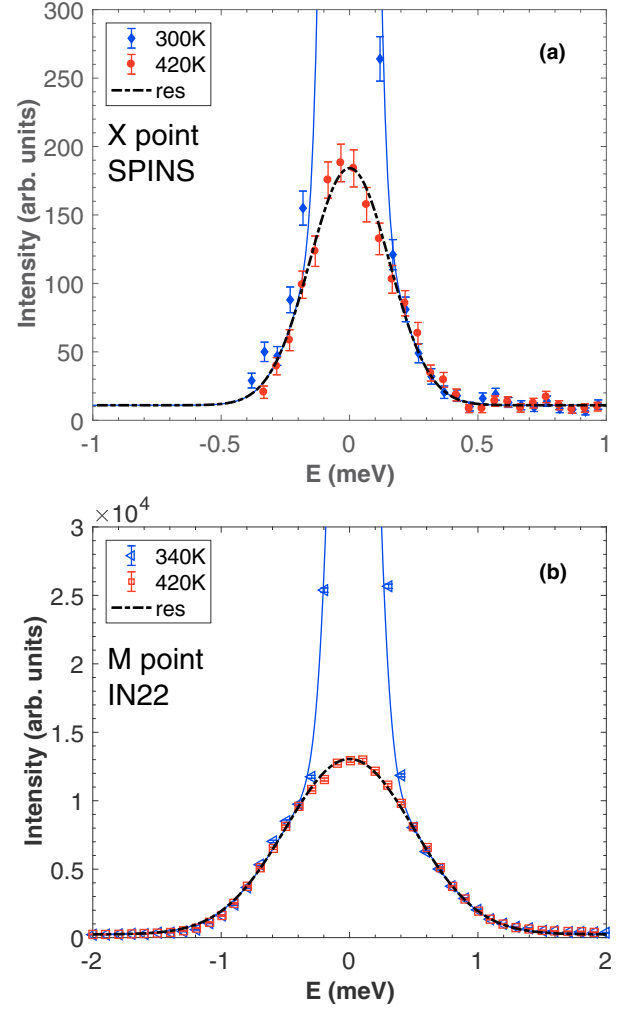 300
250
200
150
100
50
0
Intensity (arb. units)
300K
420K
res
(a)
X point
SPINS
-1
-0.5
0
0.5
1
E (meV)
×10⁴
3
2.5
2
1.5
1
0.5
0
Intensity (arb. units)
340K
420K
res
(b)
M point
IN22
-2
-1
0
1
2
E (meV)